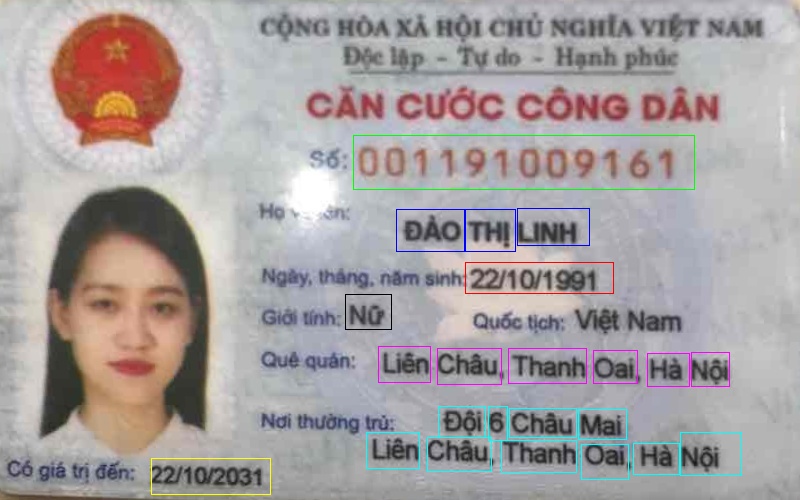 CỘNG HÒA XÃ HỘI CHỦ NGHĨA VIỆT NAM
Độc lập - Tự do - Hạnh phúc
CĂN CƯỚC CÔNG DÂN
Số: 001191009161
Họ và tên:
ĐÀO THỊ LINH
Ngày, tháng, năm sinh: 22/10/1991
Giới tính: Nữ Quốc tịch: Việt Nam
Quê quán: Liên Châu, Thanh Oai, Hà Nội
Nơi thường trú: Đội 6 Châu Mai
Liên Châu, Thanh Oai, Hà Nội
Có giá trị đến: 22/10/2031